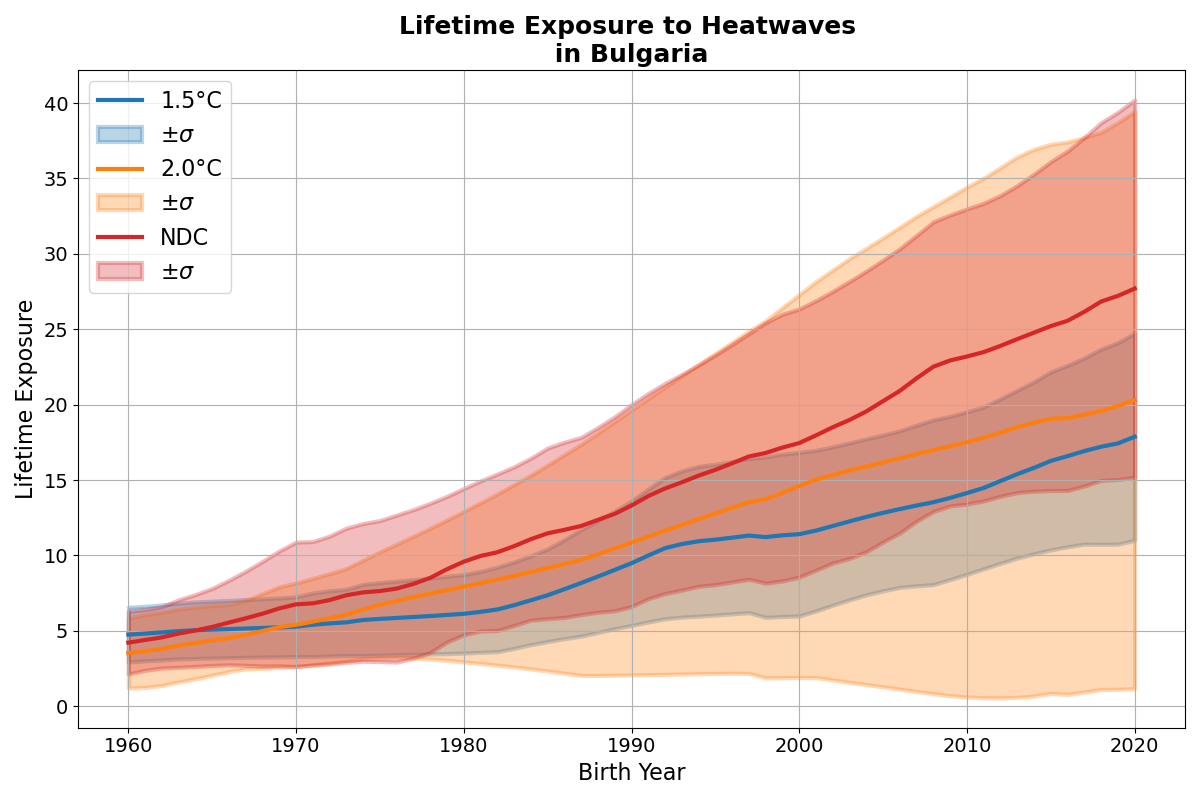 Lifetime Exposure to Heatwaves
in Bulgaria
1.5°C
±σ
2.0°C
±σ
NDC
±σ
Lifetime Exposure
40
35
30
25
20
15
10
5
0
1960 1970 1980 1990 2000 2010 2020
Birth Year